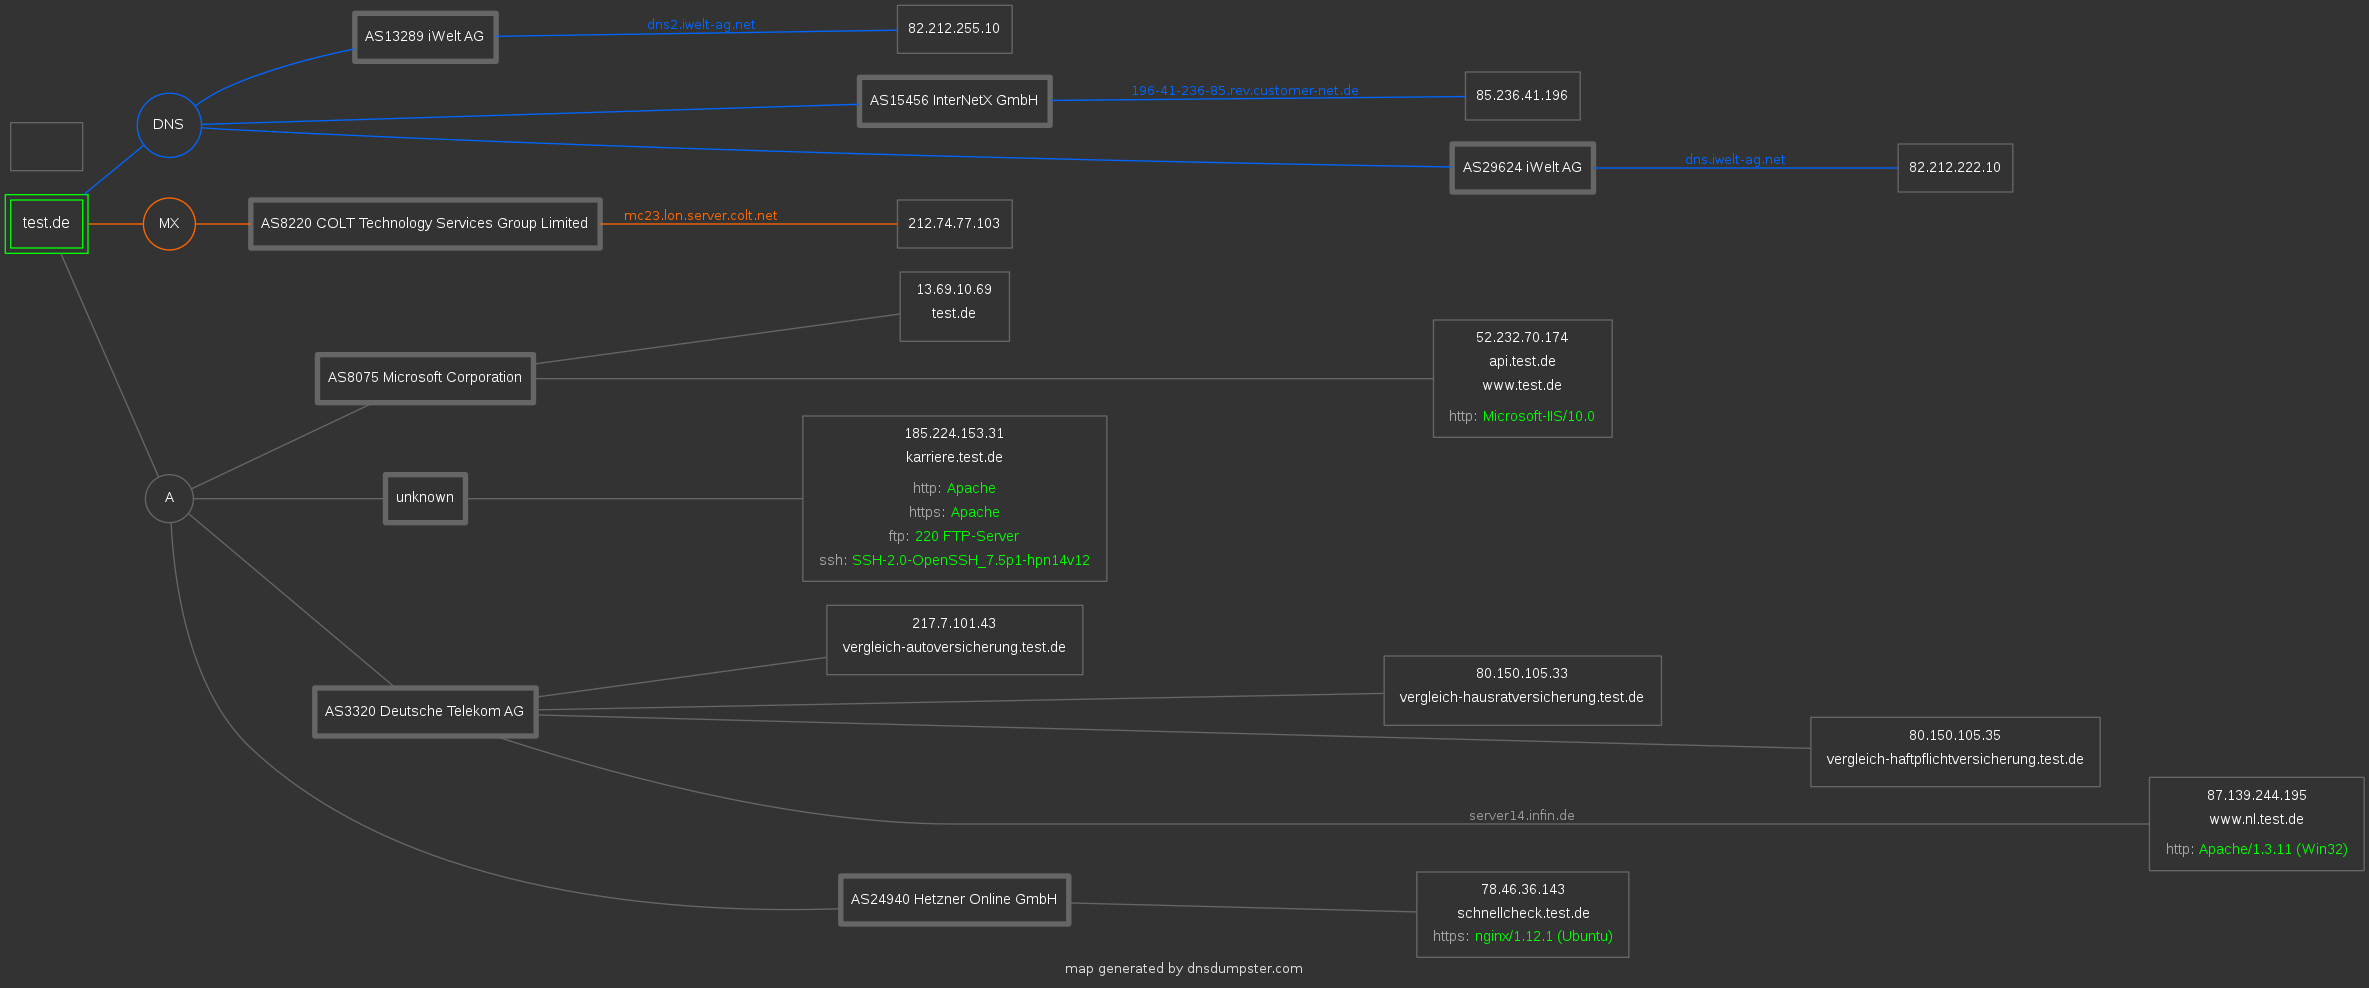 AS13289 iWelt AG
dns2.iwelt-ag.net
82.212.255.10
DNS
AS15456 InterNetX GmbH
196-41-236-85.rev.customer-net.de
85.236.41.196
AS29624 iWelt AG
dns.iwelt-ag.net
82.212.222.10
test.de
MX
AS8220 COLT Technology Services Group Limited
mc23.lon.server.colt.net
212.74.77.103
13.69.10.69
test.de
AS8075 Microsoft Corporation
52.232.70.174
api.test.de
www.test.de
http: Microsoft-IIS/10.0
A
unknown
185.224.153.31
karriere.test.de
http: Apache
https: Apache
ftp: 220 FTP-Server
ssh: SSH-2.0-OpenSSH_7.5p1-hpn14v12
217.7.101.43
vergleich-autoversicherung.test.de
AS3320 Deutsche Telekom AG
80.150.105.33
vergleich-hausratversicherung.test.de
80.150.105.35
vergleich-haftpflichtversicherung.test.de
server14.infin.de
87.139.244.195
www.nl.test.de
http: Apache/1.3.11 (Win32)
AS24940 Hetzner Online GmbH
78.46.36.143
schnellcheck.test.de
https: nginx/1.12.1 (Ubuntu)
map generated by dnsdumpster.com